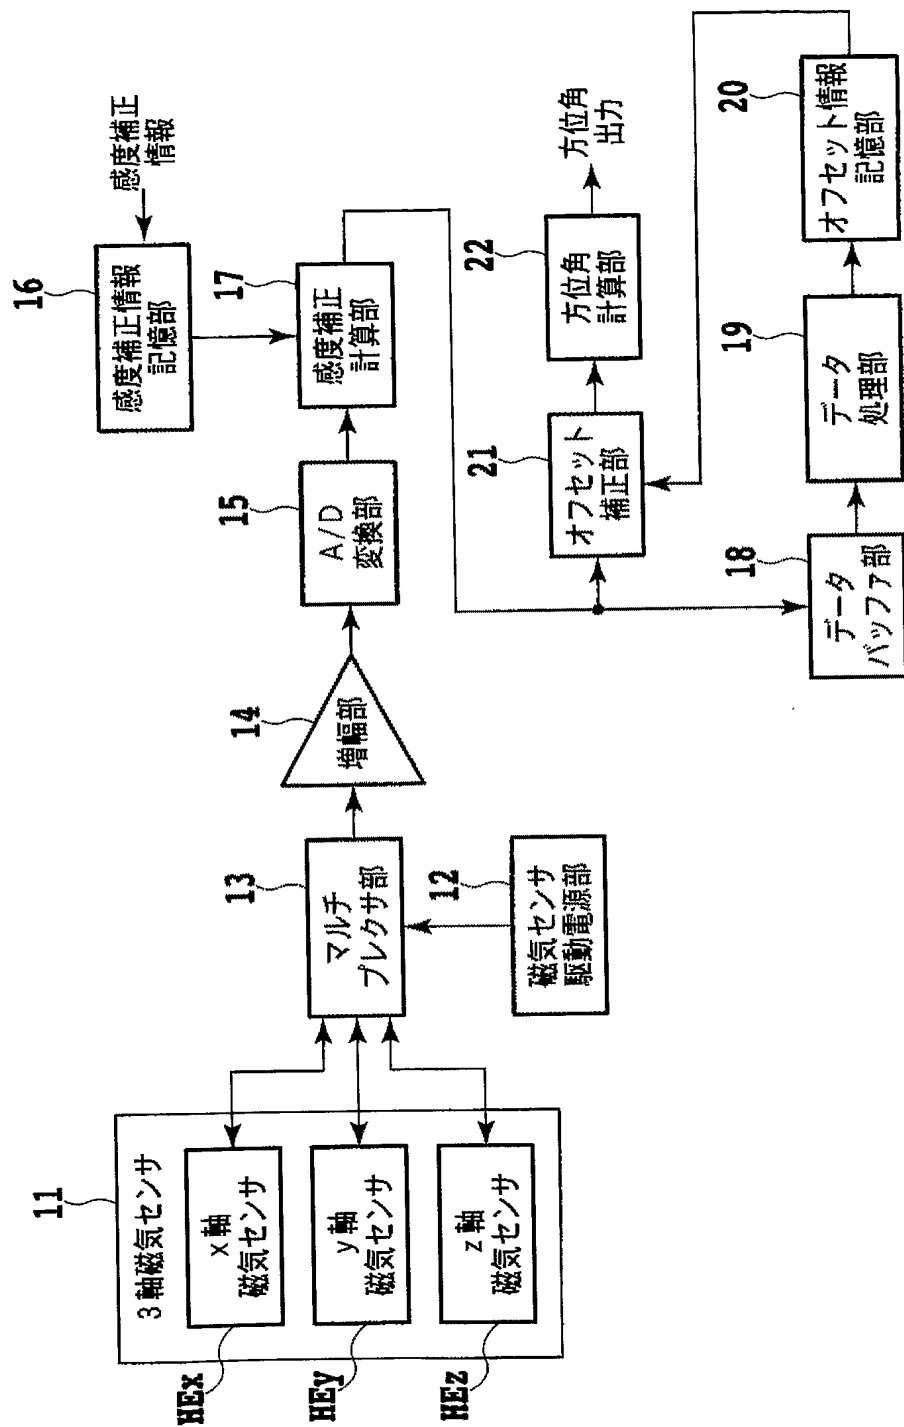 11
3軸磁気センサ
HEx
x軸
磁気センサ
HEy
y軸
磁気センサ
HEz
z軸
磁気センサ
13
マルチ
プレクサ部
12
磁気センサ
駆動電源部
14
増幅部
15
A/D
変換部
16
感度補正情報
記憶部
感度補正
情報
17
感度補正
計算部
21
オフセット
補正部
22
方位角
計算部
方位角
出力
18
データ
バッファ部
19
データ
処理部
20
オフセット情報
記憶部